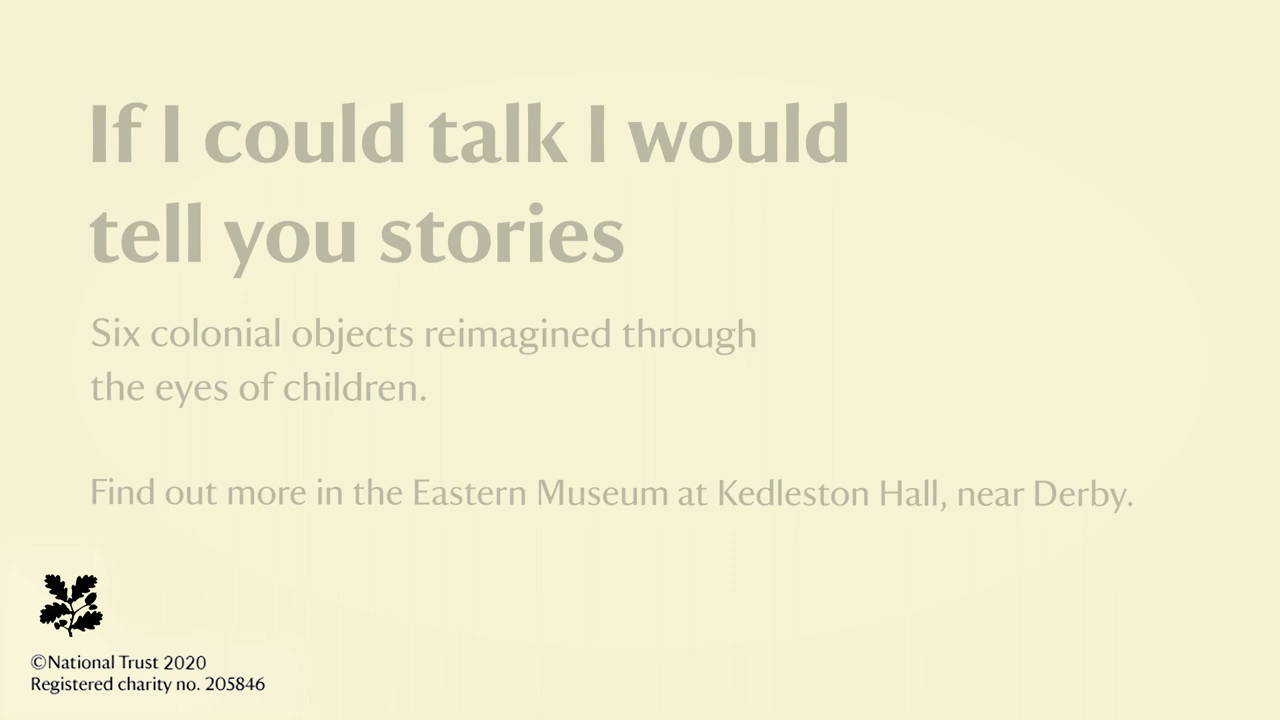 If I could talk I would
tell you stories
Six colonial objects reimagined through
the eyes of children.
Find out more in the Eastern Museum at Kedleston Hall, near Derby.
©National Trust 2020
Registered charity no. 205846